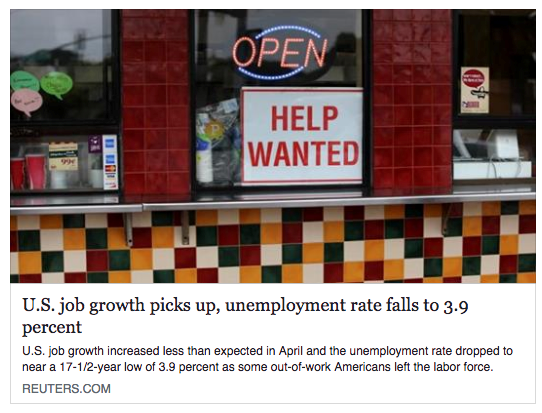 OPEN
HELP
WANTED
99¢
U.S. job growth picks up, unemployment rate falls to 3.9
percent
U.S. job growth increased less than expected in April and the unemployment rate dropped to
near a 17-1/2-year low of 3.9 percent as some out-of-work Americans left the labor force.
REUTERS.COM